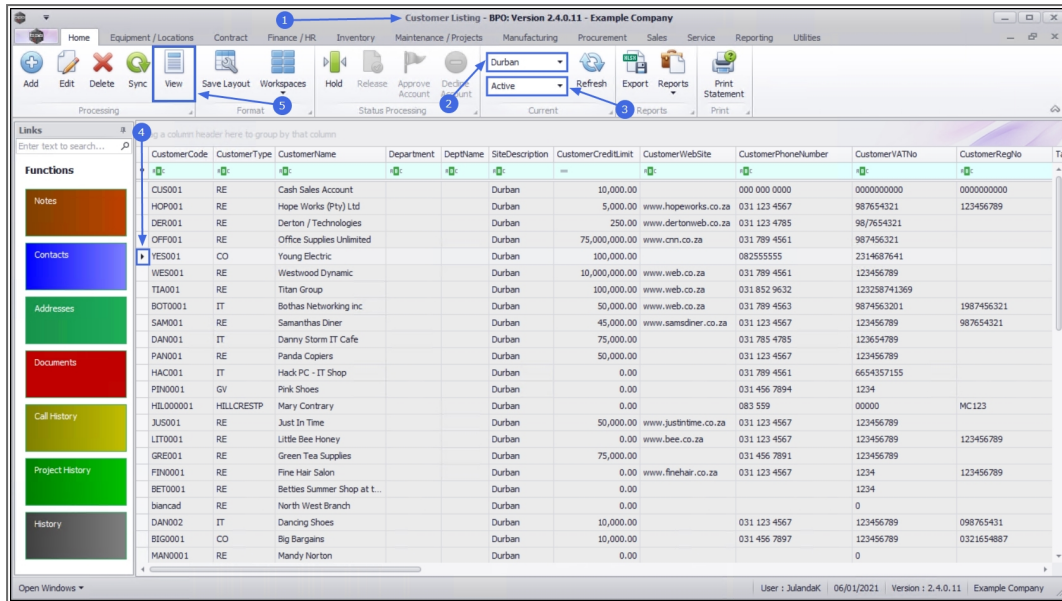 1
Customer Listing - BPO: Version 2.4.0.11 - Example Company
Home Equipment / Locations Contract Finance / HR Inventory Maintenance / Projects Manufacturing Procurement Sales Service Reporting Utilities
Add Edit Delete Sync View Save Layout Workspaces Hold Release Approve Account Decline Account Durban Active Refresh Export Reports Print Statement
2 3 5
Processing Format Status Processing Current Reports Print
4
Links
g a column header here to group by that column
Enter text to search...
CustomerCode CustomerType CustomerName Department DeptName SiteDescription CustomerCreditLimit CustomerWebSite CustomerPhoneNumber CustomerVATNo CustomerRegNo
Functions
CUS001 RE Cash Sales Account Durban 10,000.00 000 000 0000 0000000000 0000000000
Notes
HOP001 RE Hope Works (Pty) Ltd Durban 5,000.00 www.hopeworks.co.za 031 123 4567 987654321 123456789
DER001 RE Derton / Technologies Durban 250.00 www.dertonweb.co.za 031 123 4785 98/7654321
OFF001 RE Office Supplies Unlimited Durban 75,000,000.00 www.cnn.co.za 031 789 4561 987456321
Contacts
YES001 CO Young Electric Durban 100,000.00 082555555 2314687641
WES001 RE Westwood Dynamic Durban 10,000,000.00 www.web.co.za 031 789 4561 123456789
TIA001 RE Titan Group Durban 100,000.00 www.web.co.za 031 852 9632 123258741369
Addresses
BOT0001 IT Bothas Networking inc Durban 50,000.00 www.web.co.za 031 789 4563 9874563201 1987456321
SAM001 RE Samanthas Diner Durban 45,000.00 www.samsdiner.co.za 031 123 4567 123456789 987654321
DAN001 IT Danny Storm IT Cafe Durban 75,000.00 031 785 4785 123654789
Documents
PAN001 RE Panda Copiers Durban 50,000.00 031 123 4567 123456789
HAC001 IT Hack PC - IT Shop Durban 0.00 031 789 4561 6654357155
PIN0001 GV Pink Shoes Durban 0.00 031 456 7894 1234
HIL000001 HILLCRESTP Mary Contrary Durban 0.00 083 559 00000 MC123
Call History
JUS001 RE Just In Time Durban 50,000.00 www.justintime.co.za 031 123 4567 123456789
LIT0001 RE Little Bee Honey Durban 0.00 www.bee.co.za 031 123 4567 123456789 123456789
GRE001 RE Green Tea Supplies Durban 75,000.00 031 456 7891 123456789
Project History
FIN0001 RE Fine Hair Salon Durban 0.00 www.finehair.co.za 031 123 4567 1234 123456789
BET0001 RE Betties Summer Shop at t... Durban 0.00 1234
biancad RE North West Branch Durban 0.00 0
History
DAN002 IT Dancing Shoes Durban 10,000.00 031 123 4567 123456789 098765431
BIG0001 CO Big Bargains Durban 10,000.00 031 456 7897 123456789 0321654887
MAN0001 RE Mandy Norton Durban 0.00 0
Open Windows User : JulandaK 06/01/2021 Version : 2.4.0.11 Example Company